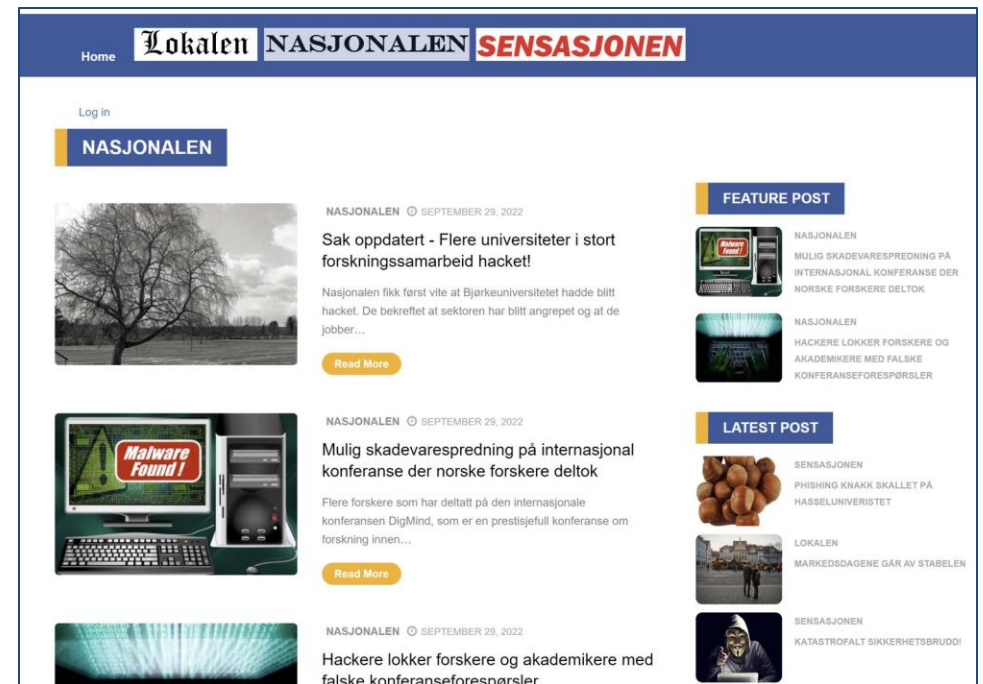 Home Lokalen NASJONALEN SENSASJONEN
Log in
NASJONALEN
NASJONALEN SEPTEMBER 29, 2022
Sak oppdatert - Flere universiteter i stort
forskningssamarbeid hacket!
Nasjonalen fikk først vite at Bjørkeuniversitetet hadde blitt
hacket. De bekreftet at sektoren har blitt angrepet og at de
jobber…
Read More
Malware
Found !
NASJONALEN SEPTEMBER 29, 2022
Mulig skadevarespredning på internasjonal
konferanse der norske forskere deltok
Flere forskere som har deltatt på den internasjonale
konferansen DigMind, som er en prestisjefull konferanse om
forskning innen…
Read More
NASJONALEN SEPTEMBER 29, 2022
Hackere lokker forskere og akademikere med
falske konferanseforespørsler
FEATURE POST
Malware
Found !
NASJONALEN
MULIG SKADEVARESPREDNING PÅ
INTERNASJONAL KONFERANSE DER
NORSKE FORSKERE DELTOK
NASJONALEN
HACKERE LOKKER FORSKERE OG
AKADEMIKERE MED FALSKE
KONFERANSEFORESPØRSLER
LATEST POST
SENSASJONEN
PHISHING KNAKK SKALLET PÅ
HASSELUNIVERISTET
LOKALEN
MARKEDSDAGENE GÅR AV STABELEN
SENSASJONEN
KATASTROFALT SIKKERHETSBRUDD!